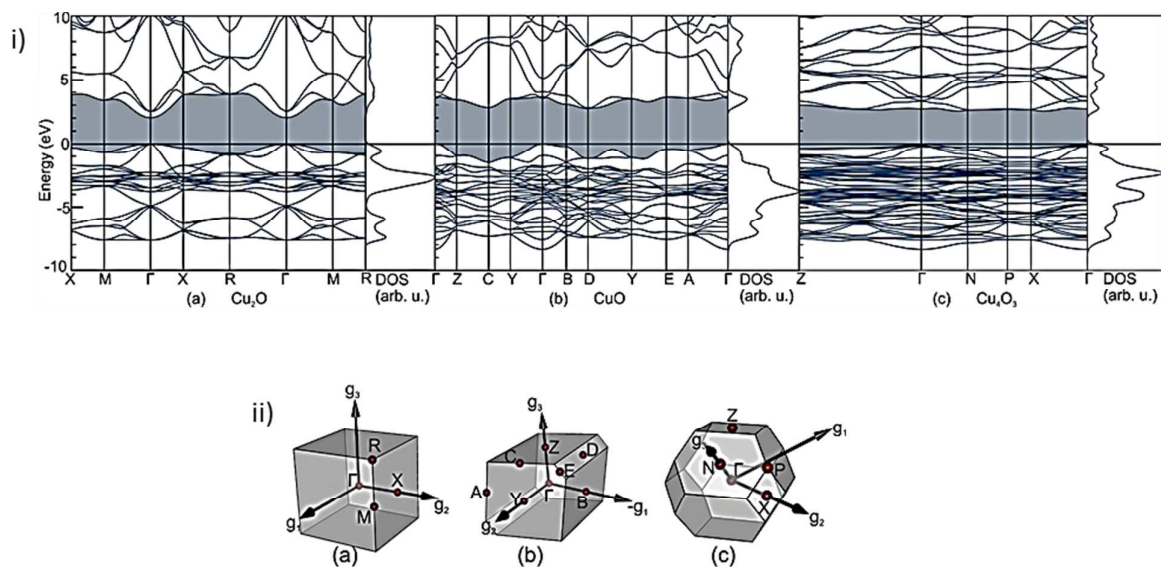 i)
10
5
0
-5
-10
Energy (eV)
X M Γ X R Γ M R DOS Γ Z C Y Γ B D Y E A Γ DOS Z Γ N P X Γ DOS
(a) Cu₂O (arb. u.) (b) CuO (arb. u.) (c) Cu₄O₃ (arb. u.)
ii)
g₃ R Γ X g₂ g₁ M
(a)
g₃ Z D C E A Y Γ B -g₁ g₂
(b)
Z g₁ g₃ N Γ P X g₂
(c)